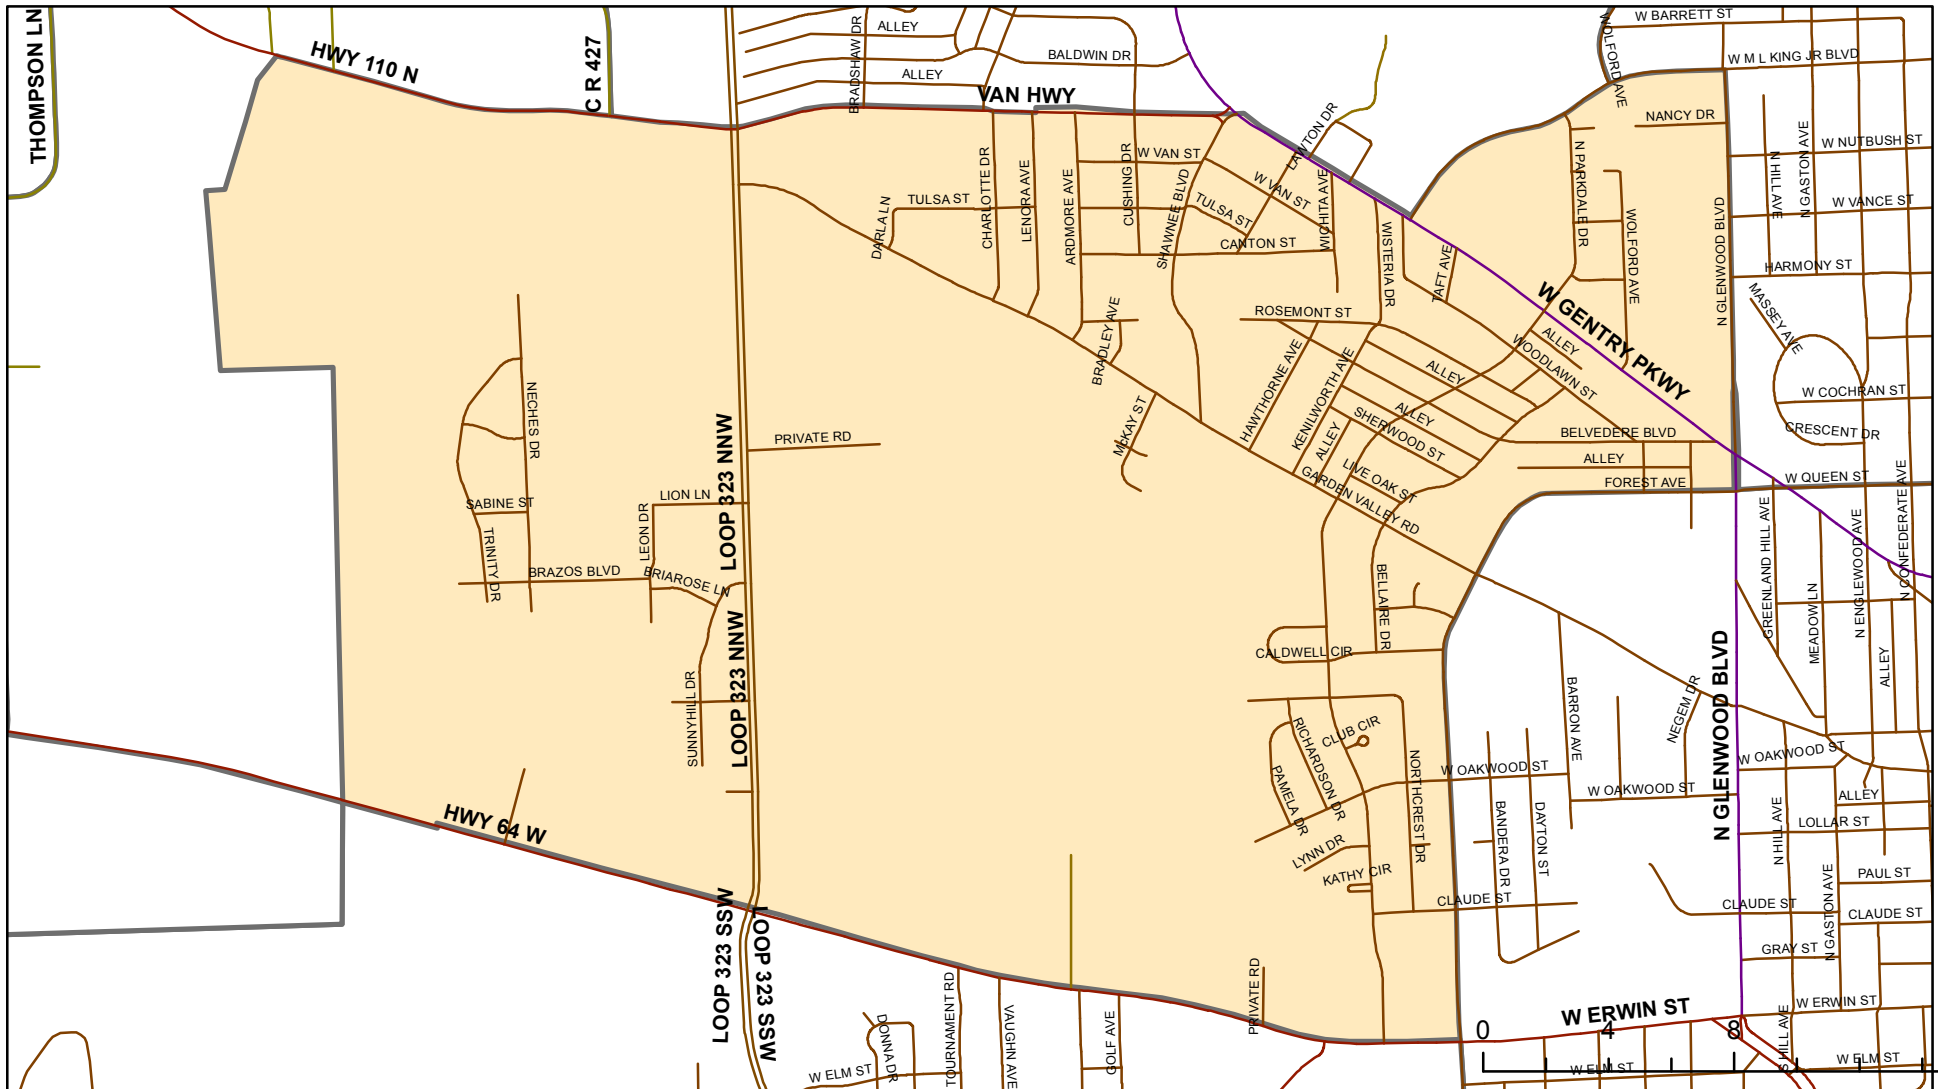 THOMPSON LN
HWY 110 N
C R 427
BRADSHAW DR
ALLEY
BALDWIN DR
ALLEY
VAN HWY
LAWTON DR
WOLFORD AVE
W BARRETT ST
W M L KING JR BLVD
NANCY DR
N HILL AVE
N GASTON AVE
W NUTBUSH ST
W VANCE ST
HARMONY ST
MASSEY AVE
W COCHRAN ST
CRESCENT DR
W QUEEN ST
N GLENWOOD BLVD
N PARKDALE DR
WOLFORD AVE
W GENTRY PKWY
DARLA LN
TULSA ST
CHARLOTTE DR
LENORA AVE
ARDMORE AVE
CUSHING DR
W VAN ST
SHAWNEE BLVD
TULSA ST
W VAN ST
WICHITA AVE
CANTON ST
WISTERIA DR
TAFT AVE
ROSEMONT ST
BRADLEY AVE
McKAY ST
HAWTHORNE AVE
KENILWORTH AVE
ALLEY
ALLEY
ALLEY
ALLEY
WOODLAWN ST
SHERWOOD ST
LIVE OAK ST
GARDEN VALLEY RD
BELVEDERE BLVD
ALLEY
FOREST AVE
NECHES DR
SABINE ST
TRINITY DR
BRAZOS BLVD
LEON DR
LION LN
BRIAROSE LN
SUNNYHILL DR
LOOP 323 NNW
LOOP 323 NNW
PRIVATE RD
BELLAIRE DR
CALDWELL CIR
CLUB CIR
RICHARDSON DR
PAMELA DR
NORTHCREST DR
LYNN DR
KATHY CIR
W OAKWOOD ST
BARRON AVE
NEGEM DR
W OAKWOOD ST
BANDERA DR
DAYTON ST
CLAUDE ST
N GLENWOOD BLVD
GREENLAND HILL AVE
MEADOW LN
N ENGLEWOOD AVE
N CONFEDERATE AVE
ALLEY
W OAKWOOD ST
ALLEY
N HILL AVE
LOLLAR ST
PAUL ST
CLAUDE ST
CLAUDE ST
N GASTON AVE
GRAY ST
W ERWIN ST
W ERWIN ST
S HILL AVE
W ELM ST
W ELM ST
HWY 64 W
LOOP 323 SSW
LOOP 323 SSW
DONNA DR
W ELM ST
TOURNAMENT RD
VAUGHN AVE
GOLF AVE
PRIVATE RD
0 4 8